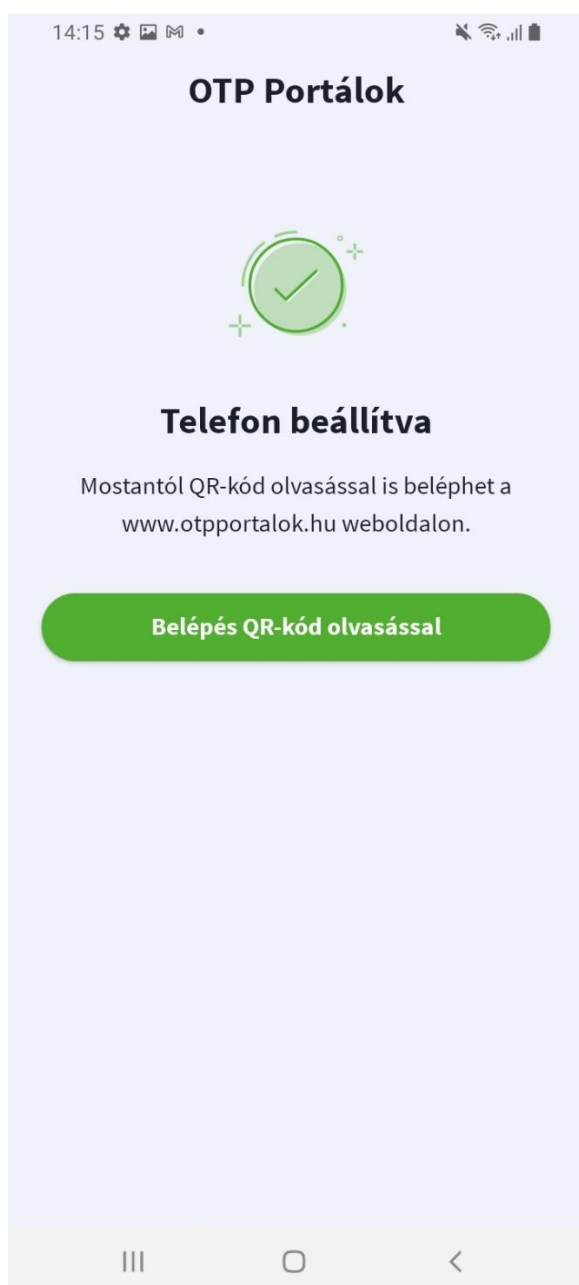 14:15
OTP Portálok
Telefon beállítva
Mostantól QR-kód olvasással is beléphet a
www.otpportalok.hu weboldalon.
Belépés QR-kód olvasással